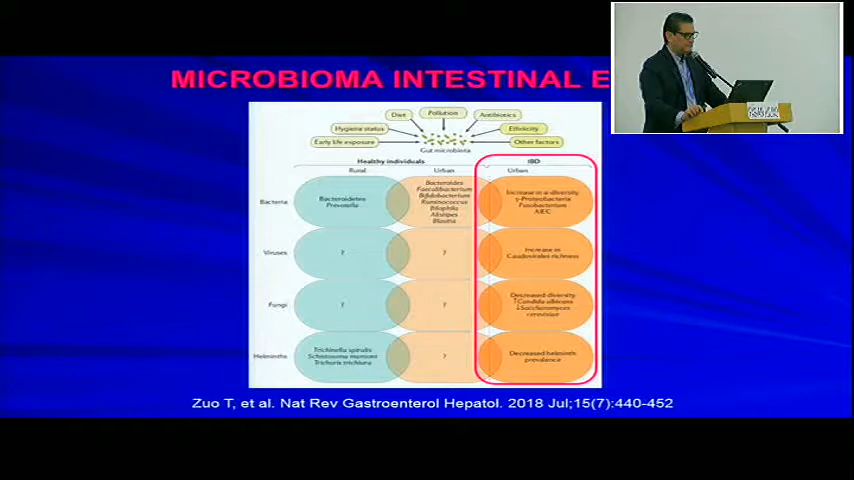 MICROBIOMA INTESTINAL E
Diet
Pollution
Antibiotics
Hygiene status
Ethnicity
Early life exposure
Other factors
Gut microbiota
Healthy individuals
IBD
Rural
Urban
Urban
Bacteria
Bacteroidetes
Prevotella
Bacteroides
Faecalibacterium
Bifidobacterium
Ruminococcus
Bilophila
Alistipes
Blautia
Increase in α-diversity
γ-Proteobacteria
Fusobacterium
AIEC
Viruses
?
?
Increase in
Caudovirales richness
Fungi
?
?
Decreased diversity
↑Candida albicans
↓Saccharomyces
cerevisiae
Helminths
Trichinella spiralis
Schistosoma mansoni
Trichuris trichiura
?
Decreased helminth
prevalence
Zuo T, et al. Nat Rev Gastroenterol Hepatol. 2018 Jul;15(7):440-452